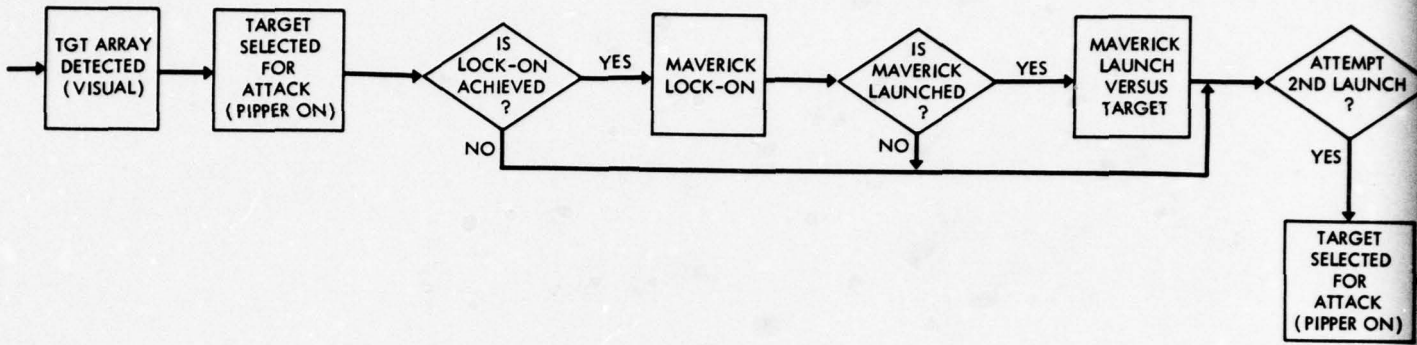 TGT ARRAY
DETECTED
(VISUAL)
TARGET
SELECTED
FOR
ATTACK
(PIPPER ON)
IS
LOCK-ON
ACHIEVED
?
YES
NO
MAVERICK
LOCK-ON
IS
MAVERICK
LAUNCHED
?
YES
NO
MAVERICK
LAUNCH
VERSUS
TARGET
ATTEMPT
2ND LAUNCH
?
YES
TARGET
SELECTED
FOR
ATTACK
(PIPPER ON)